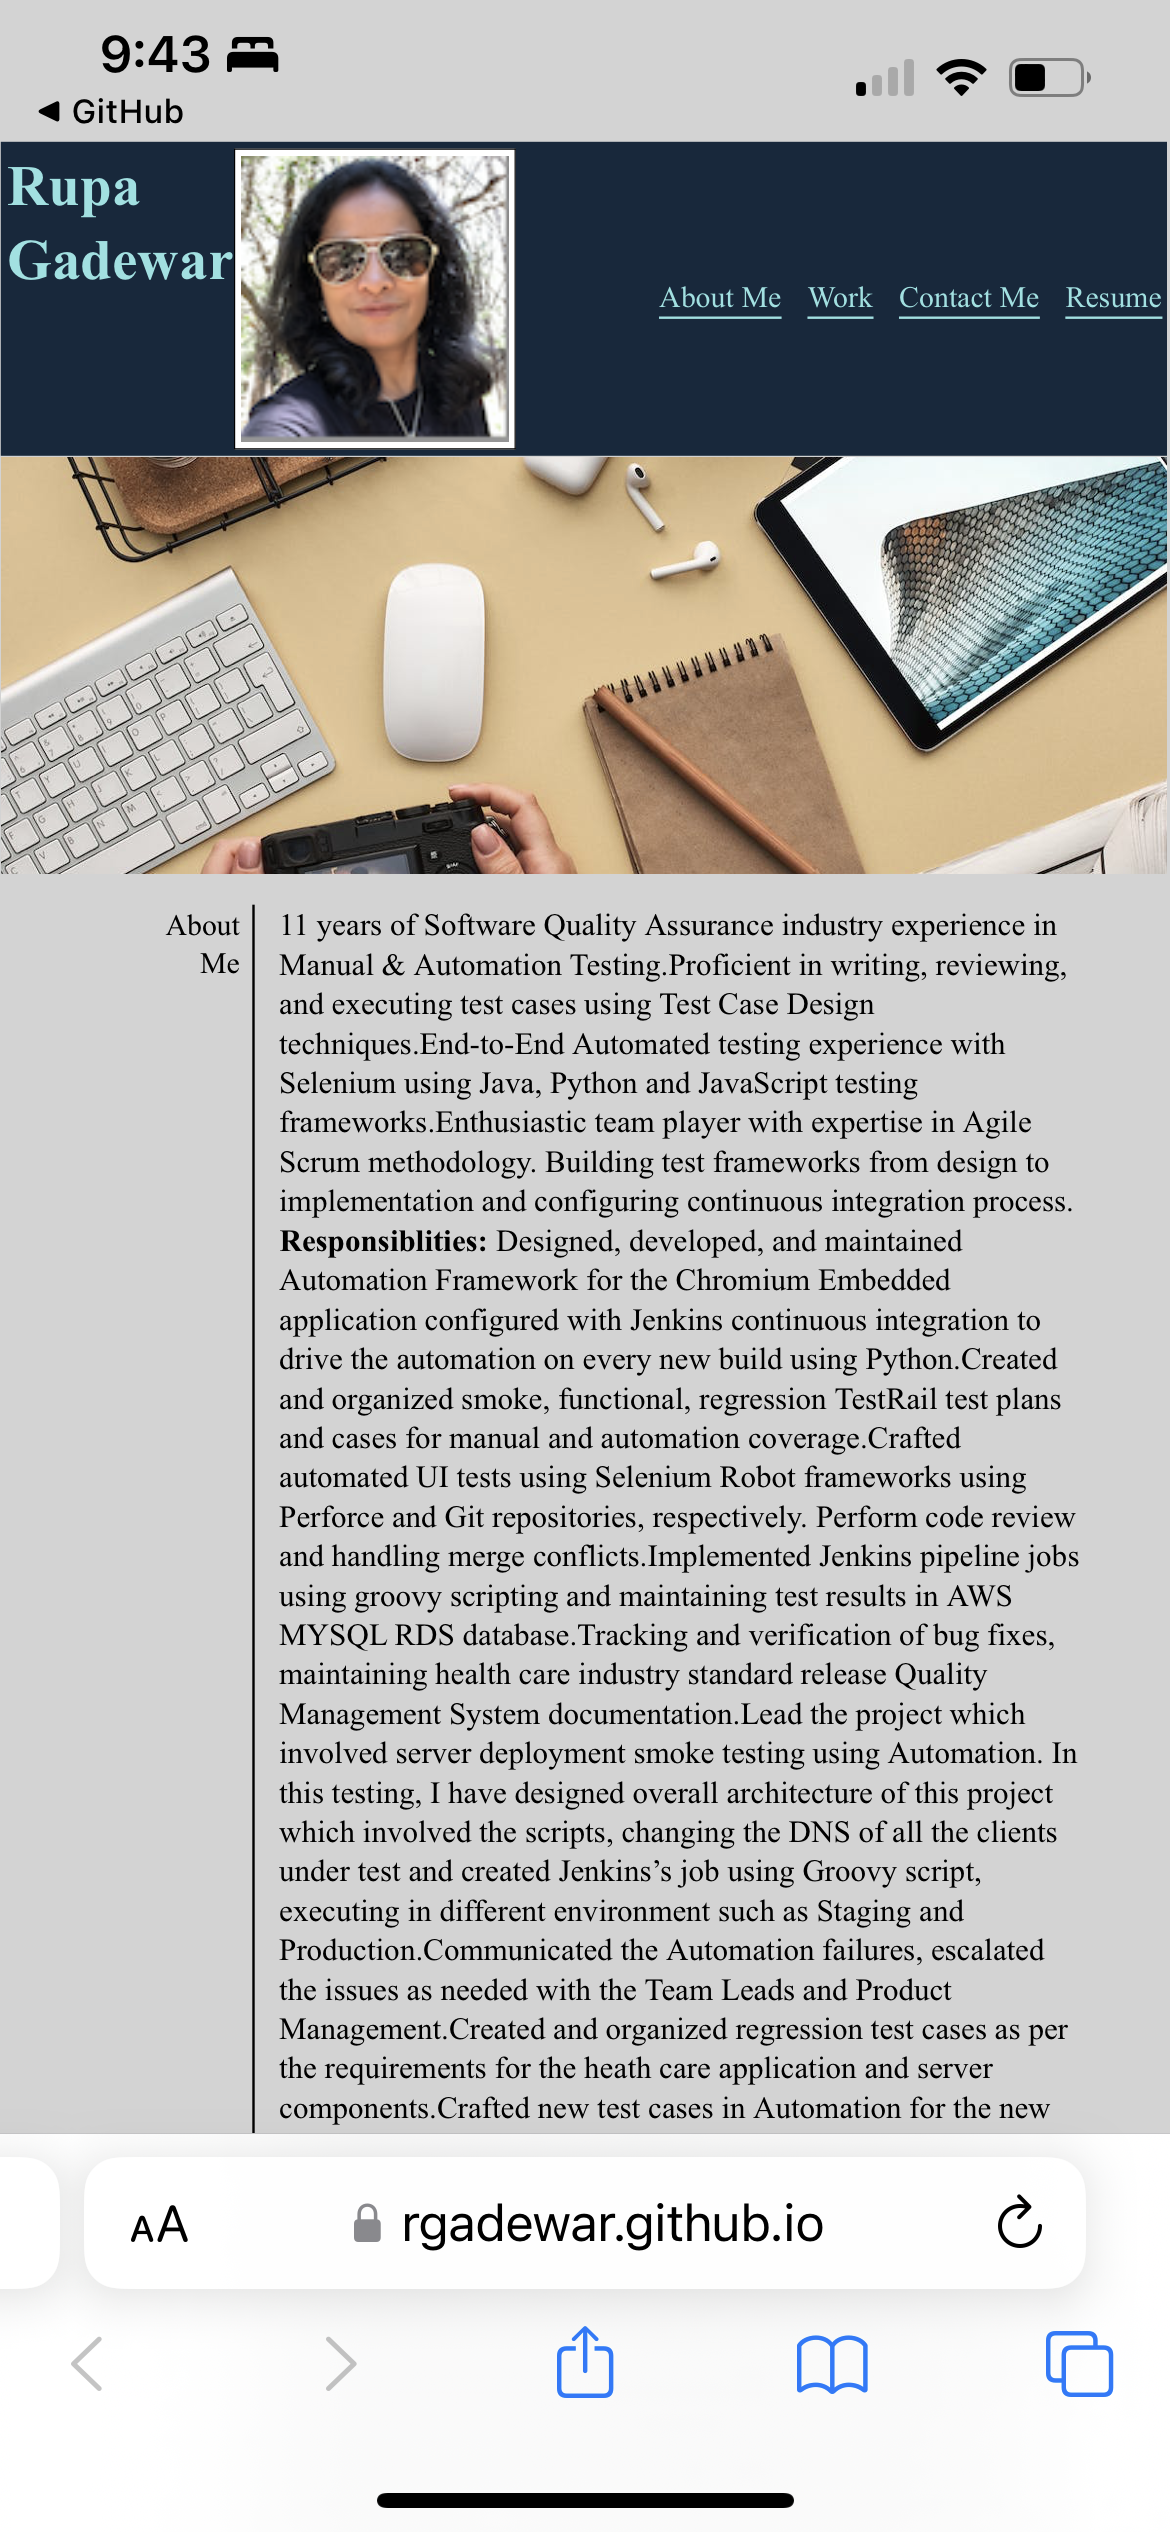 9:43
GitHub
Rupa
Gadewar
About Me Work Contact Me Resume
About
Me
11 years of Software Quality Assurance industry experience in
Manual & Automation Testing.Proficient in writing, reviewing,
and executing test cases using Test Case Design
techniques.End-to-End Automated testing experience with
Selenium using Java, Python and JavaScript testing
frameworks.Enthusiastic team player with expertise in Agile
Scrum methodology. Building test frameworks from design to
implementation and configuring continuous integration process.
Responsiblities: Designed, developed, and maintained
Automation Framework for the Chromium Embedded
application configured with Jenkins continuous integration to
drive the automation on every new build using Python.Created
and organized smoke, functional, regression TestRail test plans
and cases for manual and automation coverage.Crafted
automated UI tests using Selenium Robot frameworks using
Perforce and Git repositories, respectively. Perform code review
and handling merge conflicts.Implemented Jenkins pipeline jobs
using groovy scripting and maintaining test results in AWS
MYSQL RDS database.Tracking and verification of bug fixes,
maintaining health care industry standard release Quality
Management System documentation.Lead the project which
involved server deployment smoke testing using Automation. In
this testing, I have designed overall architecture of this project
which involved the scripts, changing the DNS of all the clients
under test and created Jenkins’s job using Groovy script,
executing in different environment such as Staging and
Production.Communicated the Automation failures, escalated
the issues as needed with the Team Leads and Product
Management.Created and organized regression test cases as per
the requirements for the heath care application and server
components.Crafted new test cases in Automation for the new
AA rgadewar.github.io